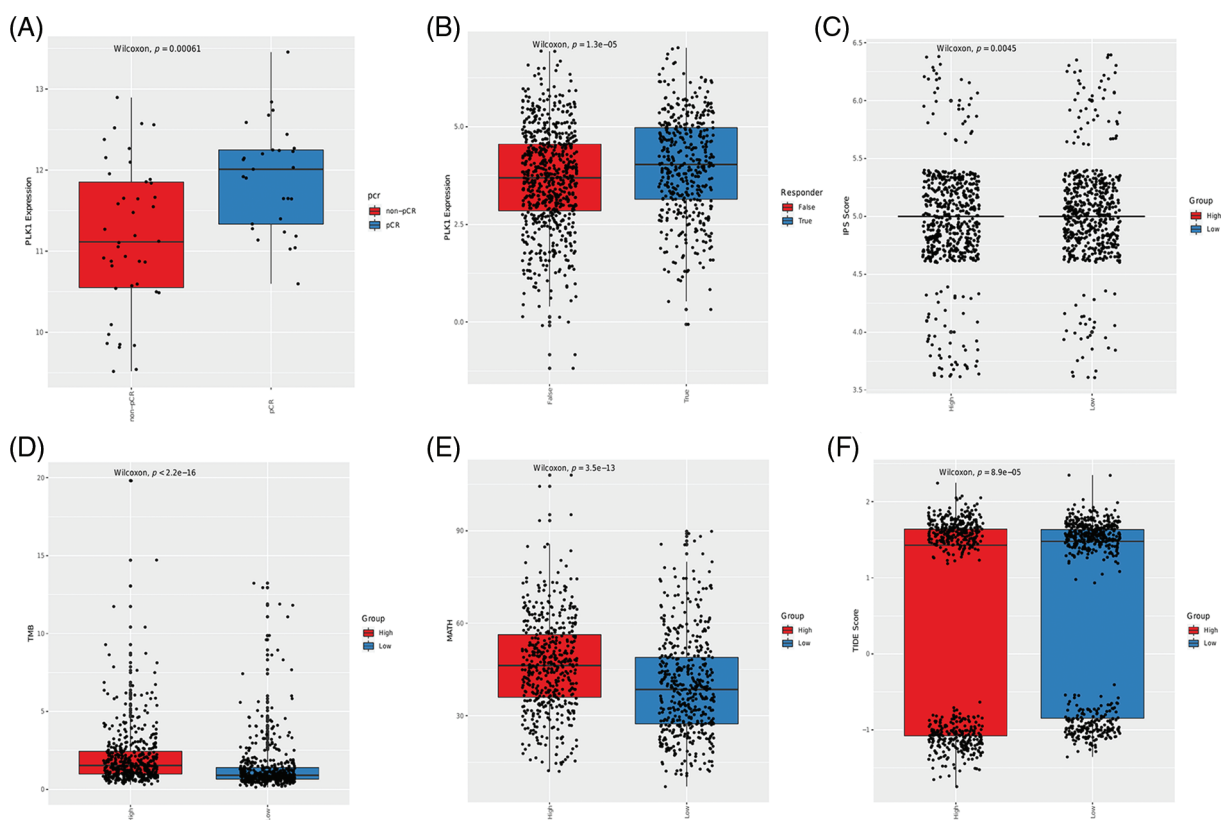 (A)
Wilcoxon, p = 0.00061
PLK1 Expression
13
12
11
10
non-pCR
pCR
pcr
non-pCR
pCR
(B)
Wilcoxon, p = 1.3e-05
PLK1 Expression
5.0
2.5
0.0
False
True
Responder
False
True
(C)
Wilcoxon, p = 0.0045
IPS Score
6.5
6.0
5.5
5.0
4.5
4.0
3.5
High
Low
Group
High
Low
(D)
Wilcoxon, p < 2.2e-16
TMB
20
15
10
5
0
High
Low
Group
High
Low
(E)
Wilcoxon, p = 3.5e-13
MATH
90
60
30
High
Low
Group
High
Low
(F)
Wilcoxon, p = 8.9e-05
TIDE Score
2
1
0
-1
High
Low
Group
High
Low